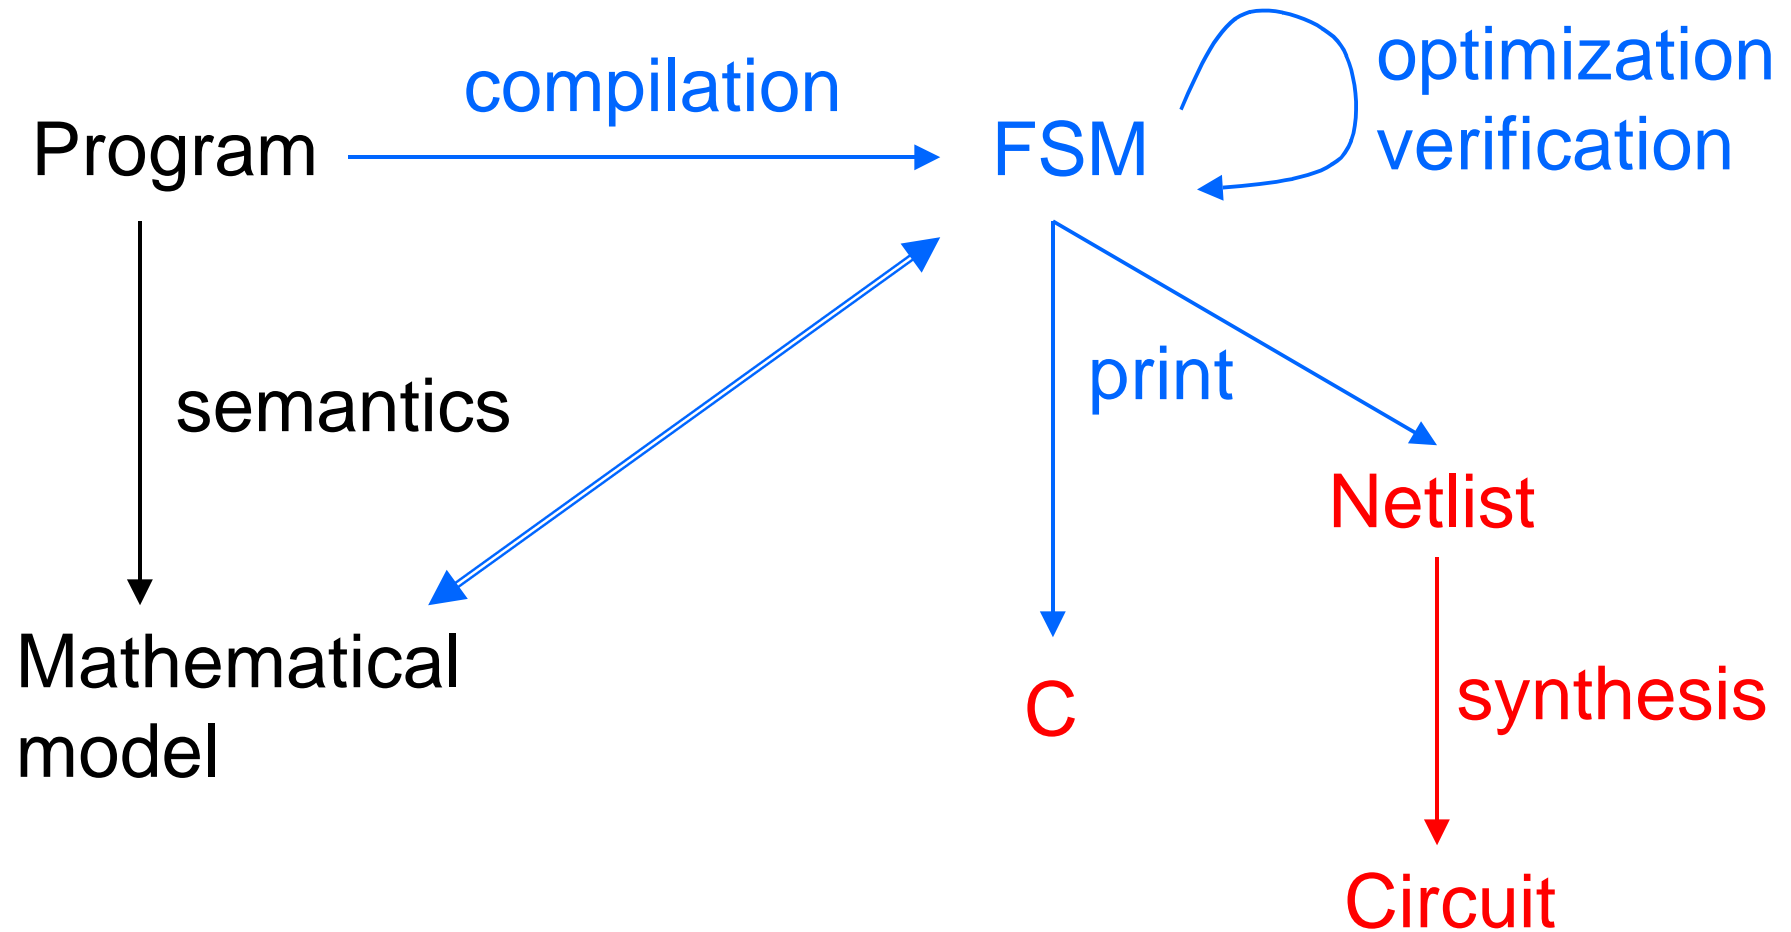 optimization
compilation
Program
FSM
verification
print
semantics
Netlist
Mathematical
model
C
synthesis
Circuit